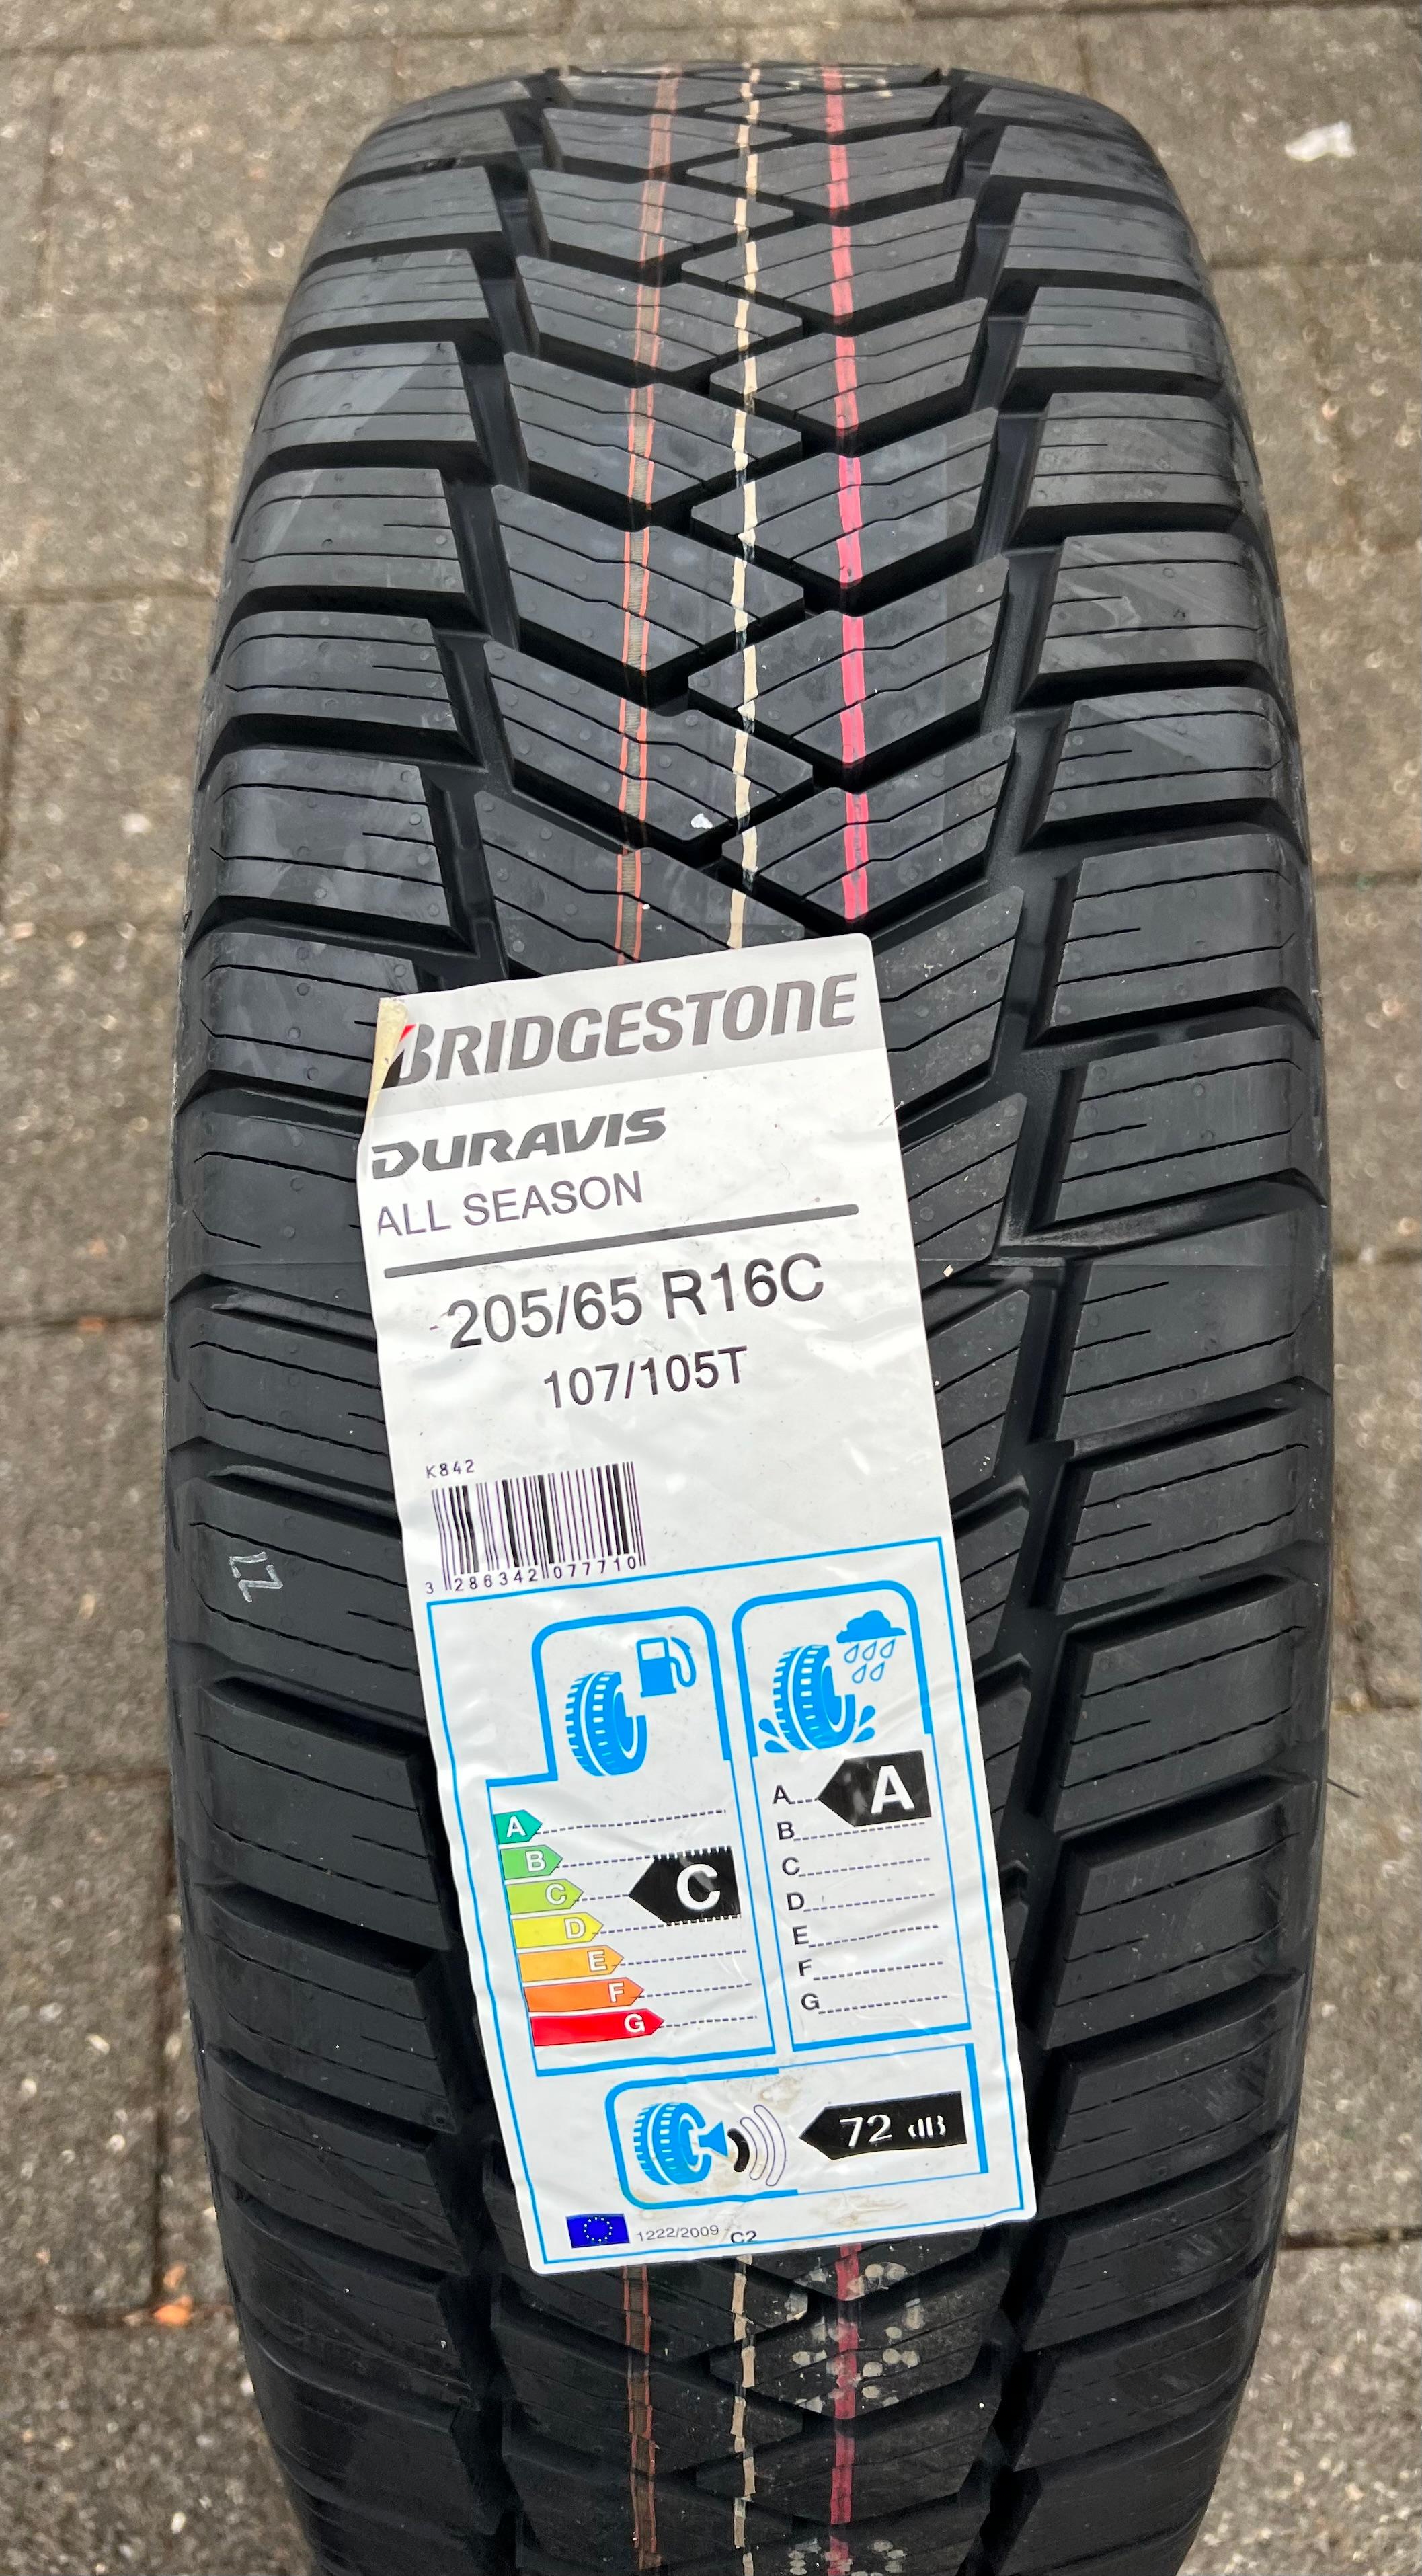 BRIDGESTONE
DURAVIS
ALL SEASON
205/65 R16C
107/105T
K842
3 286342 077710
A
B
C
D
E
F
G
C
A
B
C
D
E
F
G
A
72 dB
1222/2009 C2